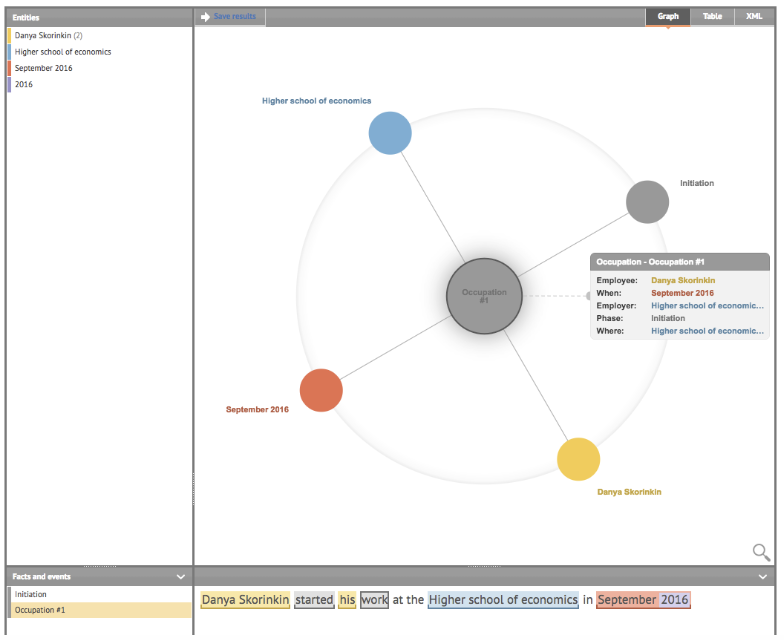 Entities
Save results
Graph
Table
XML
Danya Skorinkin (2)
Higher school of economics
September 2016
2016
Higher school of economics
Initiation
Occupation
#1
Occupation - Occupation #1
Employee: Danya Skorinkin
When: September 2016
Employer: Higher school of economic...
Phase: Initiation
Where: Higher school of economic...
September 2016
Danya Skorinkin
Facts and events
Initiation
Occupation #1
Danya Skorinkin started his work at the Higher school of economics in September 2016